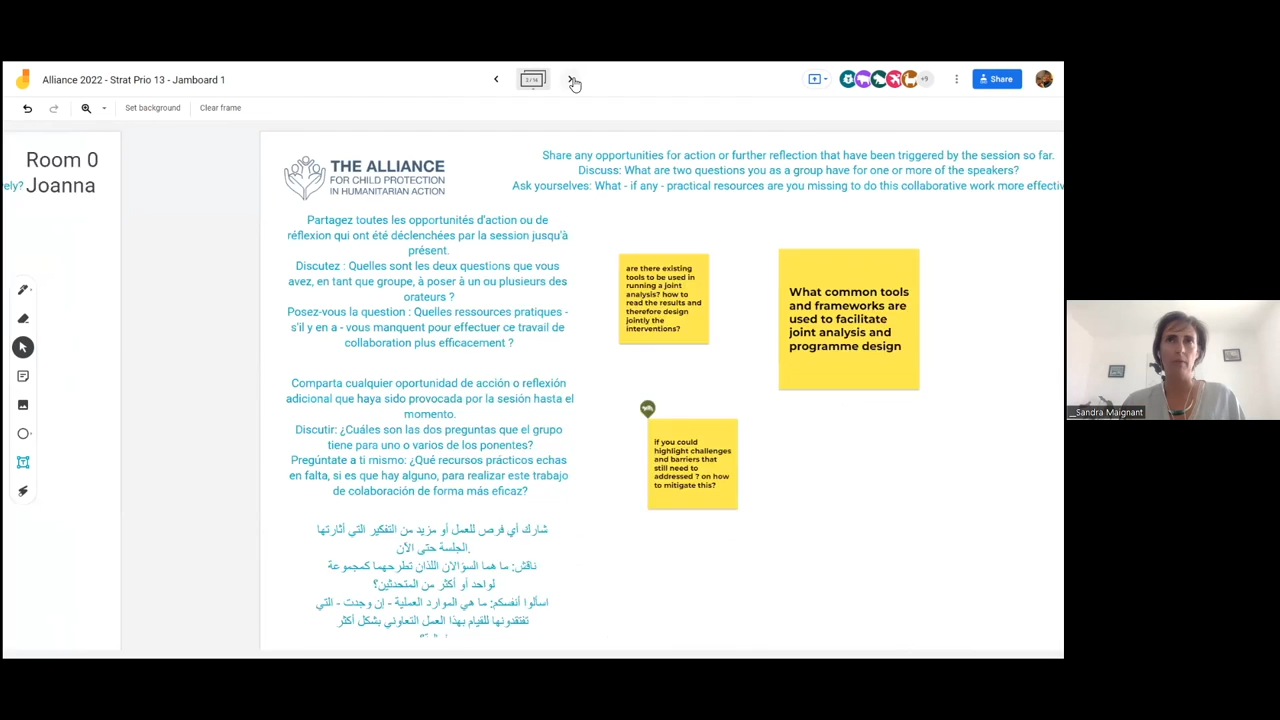 Alliance 2022 - Strat Prio 13 - Jamboard 1
+9
Share
Set background
Clear frame
Room 0
Joanna
vely?
THE ALLIANCE
FOR CHILD PROTECTION
IN HUMANITARIAN ACTION
Share any opportunities for action or further reflection that have been triggered by the session so far.
Discuss: What are two questions you as a group have for one or more of the speakers?
Ask yourselves: What - if any - practical resources are you missing to do this collaborative work more effectiv
Partagez toutes les opportunités d'action ou de
réflexion qui ont été déclenchées par la session jusqu'à
présent.
Discutez : Quelles sont les deux questions que vous
avez, en tant que groupe, à poser à un ou plusieurs des
orateurs ?
Posez-vous la question : Quelles ressources pratiques -
s'il y en a - vous manquent pour effectuer ce travail de
collaboration plus efficacement ?
Comparta cualquier oportunidad de acción o reflexión
adicional que haya sido provocada por la sesión hasta el
momento.
Discutir: ¿Cuáles son las dos preguntas que el grupo
tiene para uno o varios de los ponentes?
Pregúntate a ti mismo: ¿Qué recursos prácticos echas
en falta, si es que hay alguno, para realizar este trabajo
de colaboración de forma más eficaz?
شارك أي فرص للعمل أو مزيد من التفكير التي أثارتها
الجلسة حتى الآن.
ناقش: ما هما السؤالان اللذان تطرحهما كمجموعة
لواحد أو أكثر من المتحدثين؟
اسألوا أنفسكم: ما هي الموارد العملية - إن وجدت - التي
تفتقدونها للقيام بهذا العمل التعاوني بشكل أكثر
are there existing
tools to be used in
running a joint
analysis? how to
read the results and
therefore design
jointly the
interventions?
What common tools
and frameworks are
used to facilitate
joint analysis and
programme design
if you could
highlight challenges
and barriers that
still need to
addressed ? on how
to mitigate this?
__Sandra Maignant